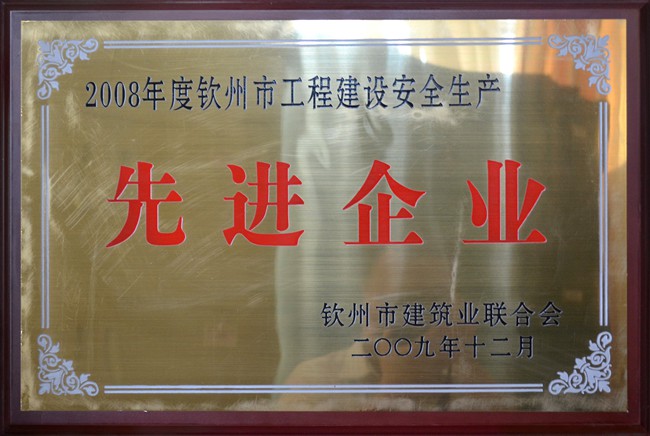 2008年度钦州市工程建设安全生产
先进企业
钦州市建筑业联合会
二〇〇九年十二月